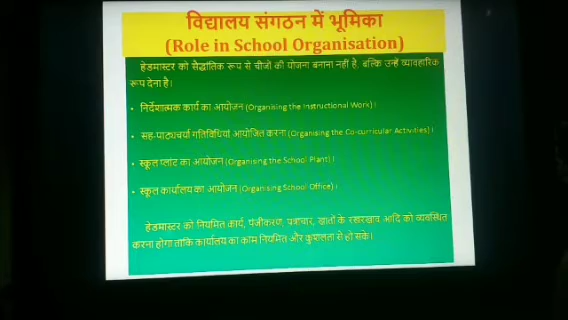 विद्यालय संगठन में भूमिका
(Role in School Organisation)
हेडमास्टर को सैद्धांतिक रूप से चीजों की योजना बनाना नहीं है, बल्कि उन्हें व्यावहारिक
रूप देना है।
• निर्देशात्मक कार्य का आयोजन (Organising the Instructional Work)।
• सह-पाठ्यचर्या गतिविधियां आयोजित करना (Organising the Co-curricular Activities)।
• स्कूल प्लांट का आयोजन (Organising the School Plant)।
• स्कूल कार्यालय का आयोजन (Organising School Office)।
हेडमास्टर को नियमित कार्य, पंजीकरण, पत्राचार, खातों के रखरखाव आदि को व्यवस्थित
करना होगा ताकि कार्यालय का काम नियमित और कुशलता से हो सके।